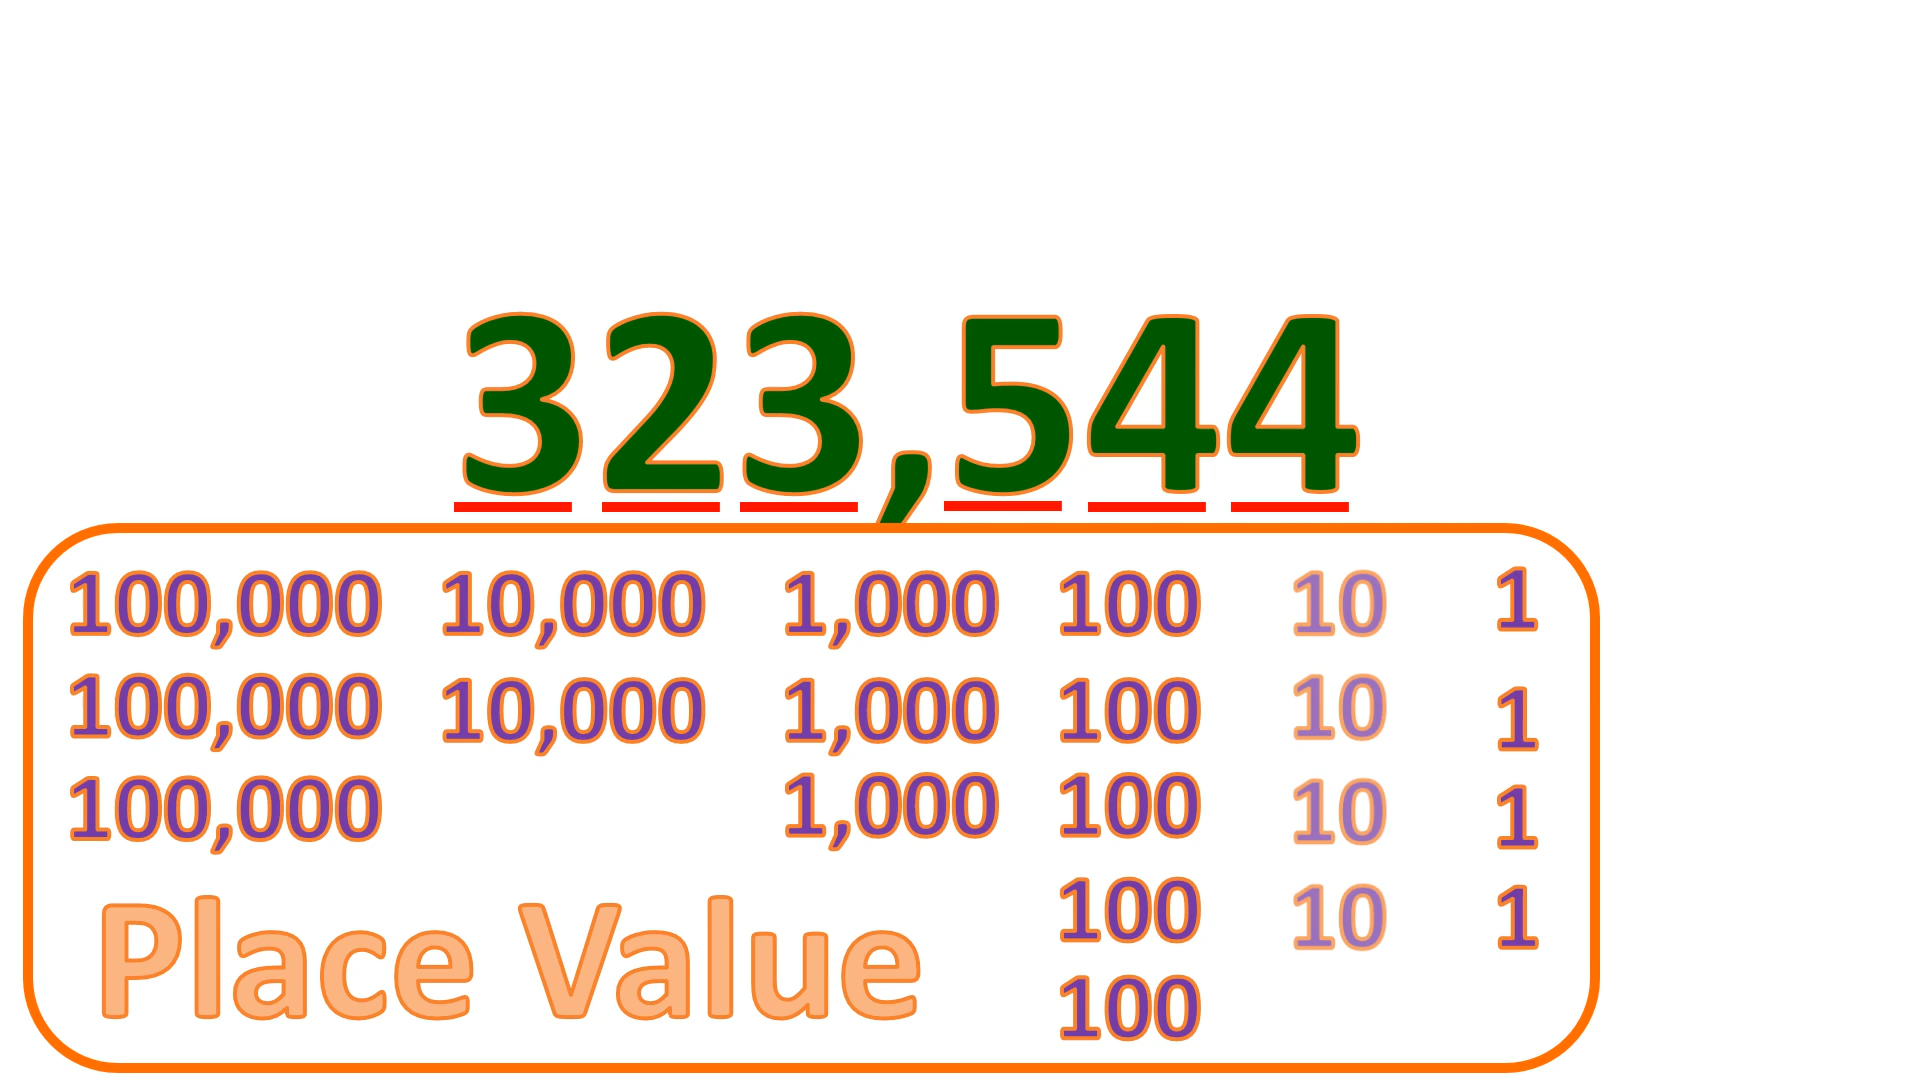 323,544
100,000 10,000 1,000 100 10 1
100,000 10,000 1,000 100 10 1
100,000 1,000 100 10 1
100 10 1
Place Value
100